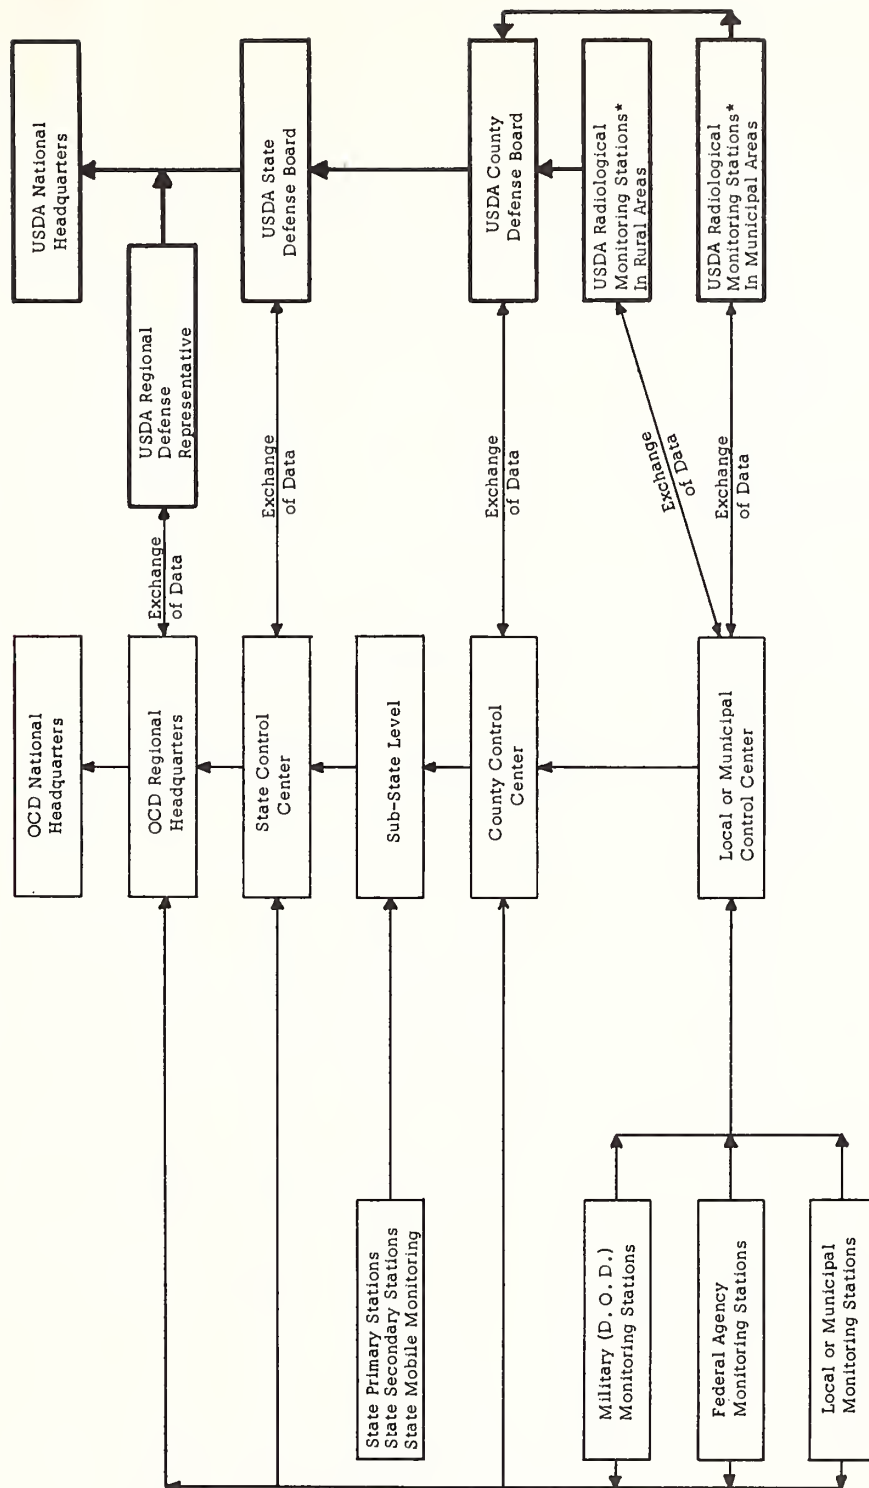 USDA National
Headquarters
USDA Regional
Defense
Representative
USDA State
Defense Board
USDA County
Defense Board
USDA Radiological
Monitoring Stations*
In Rural Areas
USDA Radiological
Monitoring Stations*
In Municipal Areas
Exchange
of Data
Exchange
of Data
Exchange
of Data
Exchange
of Data
Exchange
of Data
OCD National
Headquarters
OCD Regional
Headquarters
State Control
Center
Sub-State Level
County Control
Center
Local or Municipal
Control Center
State Primary Stations
State Secondary Stations
State Mobile Monitoring
Military (D.O.D.)
Monitoring Stations
Federal Agency
Monitoring Stations
Local or Municipal
Monitoring Stations